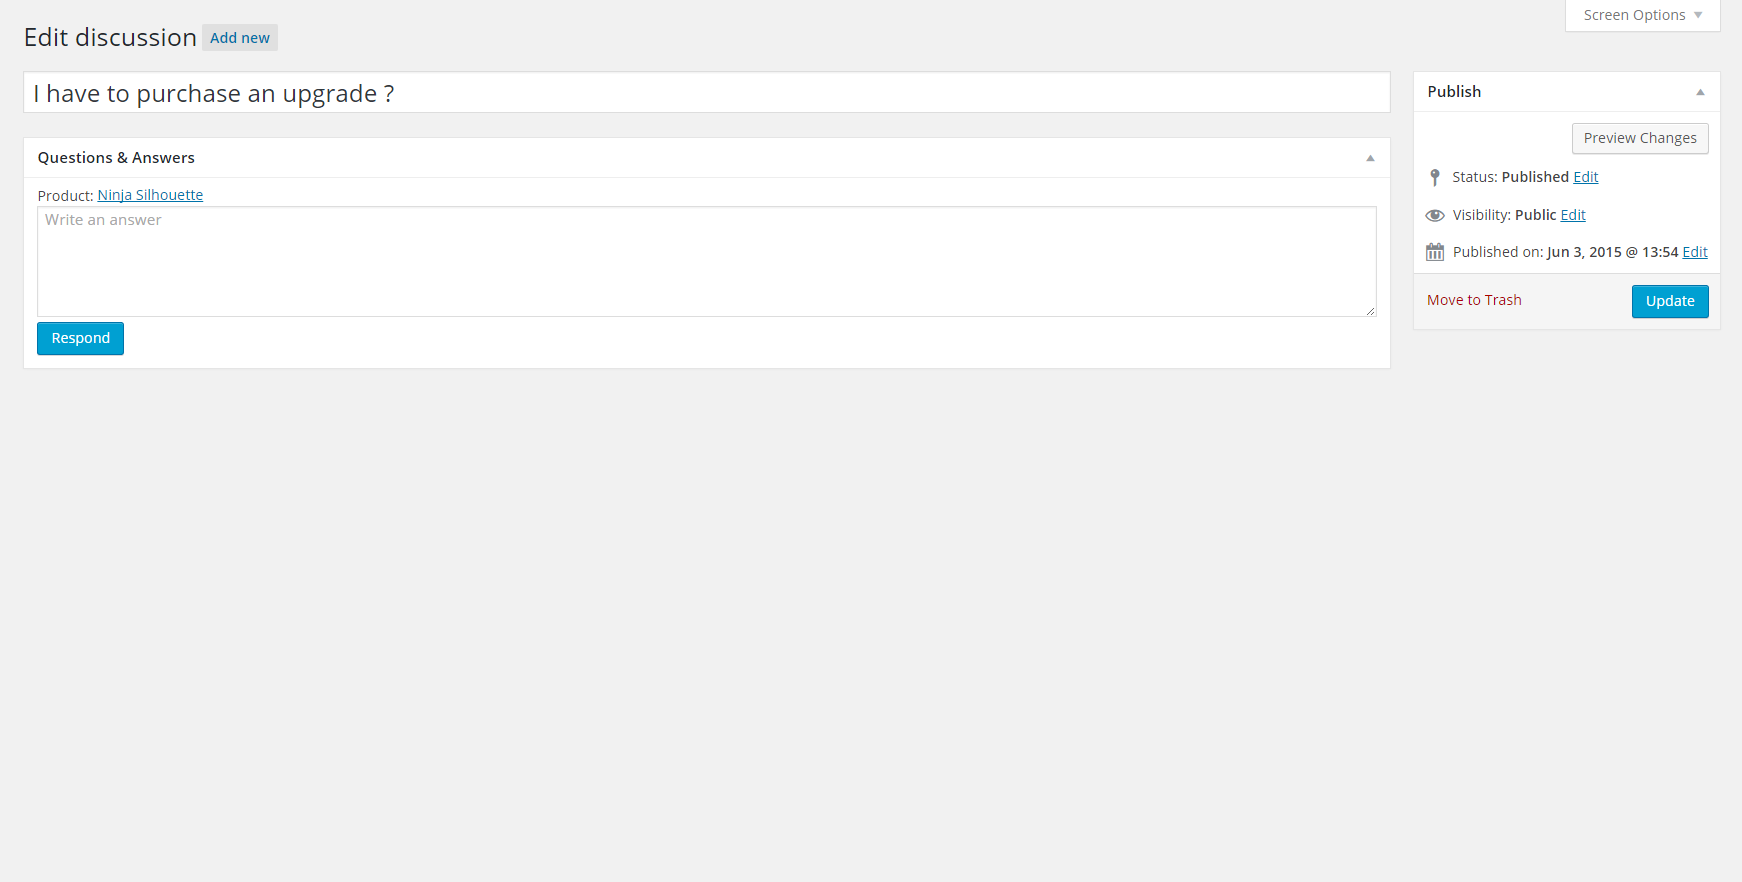 Screen Options
Edit discussion Add new
I have to purchase an upgrade ?
Questions & Answers
Product: Ninja Silhouette
Write an answer
Respond
Publish
Preview Changes
Status: Published Edit
Visibility: Public Edit
Published on: Jun 3, 2015 @ 13:54 Edit
Move to Trash
Update